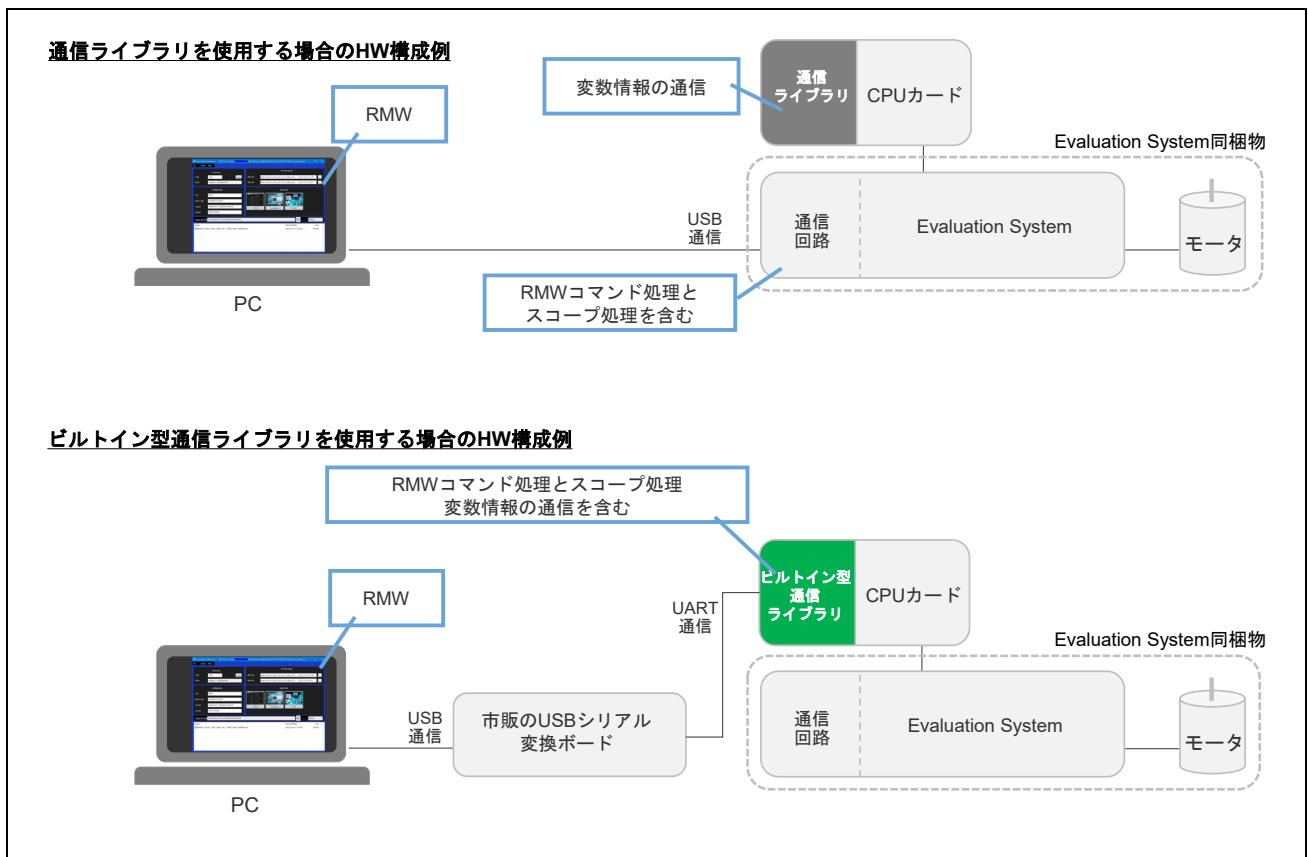 通信ライブラリを使用する場合のHW構成例
変数情報の通信
通信
ライブラリ
CPUカード
RMW
Evaluation System同梱物
USB
通信
通信
回路
Evaluation System
モータ
RMWコマンド処理と
スコープ処理を含む
PC
ビルトイン型通信ライブラリを使用する場合のHW構成例
RMWコマンド処理とスコープ処理
変数情報の通信を含む
ビルトイン型
通信
ライブラリ
CPUカード
RMW
UART
通信
Evaluation System同梱物
USB
通信
市販のUSBシリアル
変換ボード
通信
回路
Evaluation System
モータ
PC